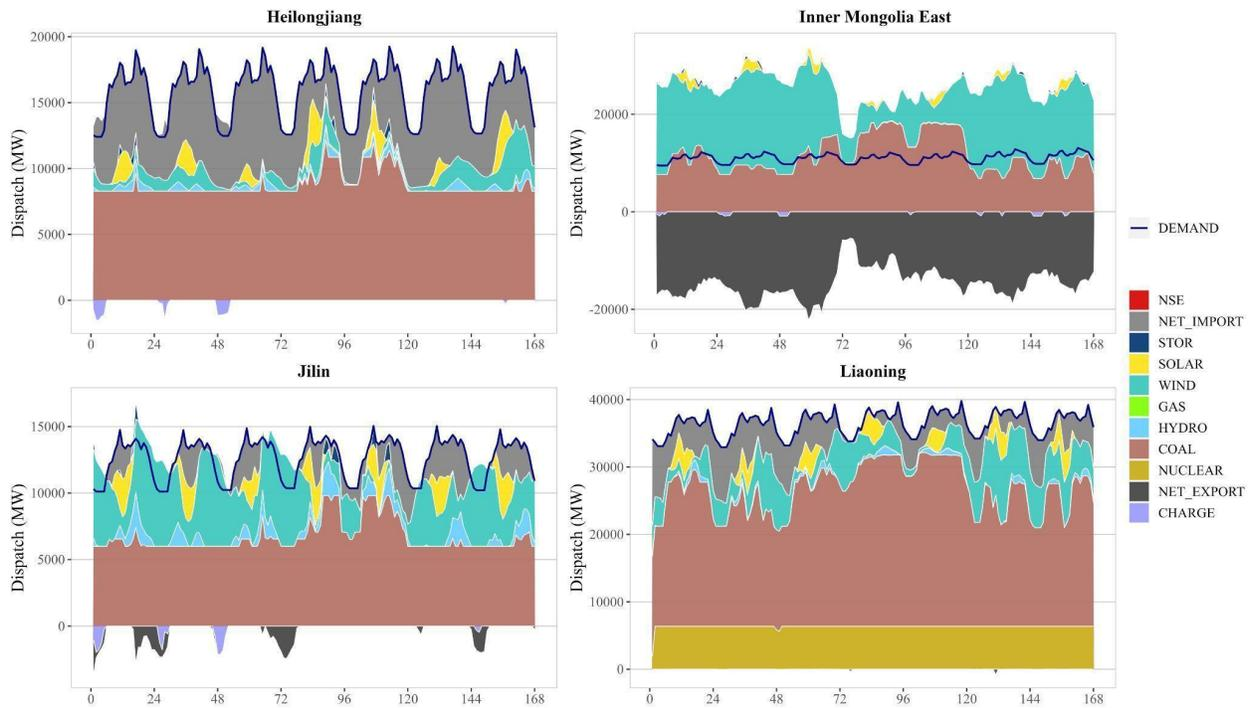 Heilongjiang
Inner Mongolia East
20000
15000
10000
5000
0
Dispatch (MW)
0 24 48 72 96 120 144 168
20000
0
-20000
Dispatch (MW)
0 24 48 72 96 120 144 168
Jilin
Liaoning
15000
10000
5000
0
Dispatch (MW)
0 24 48 72 96 120 144 168
40000
30000
20000
10000
0
Dispatch (MW)
0 24 48 72 96 120 144 168
DEMAND
NSE
NET_IMPORT
STOR
SOLAR
WIND
GAS
HYDRO
COAL
NUCLEAR
NET_EXPORT
CHARGE